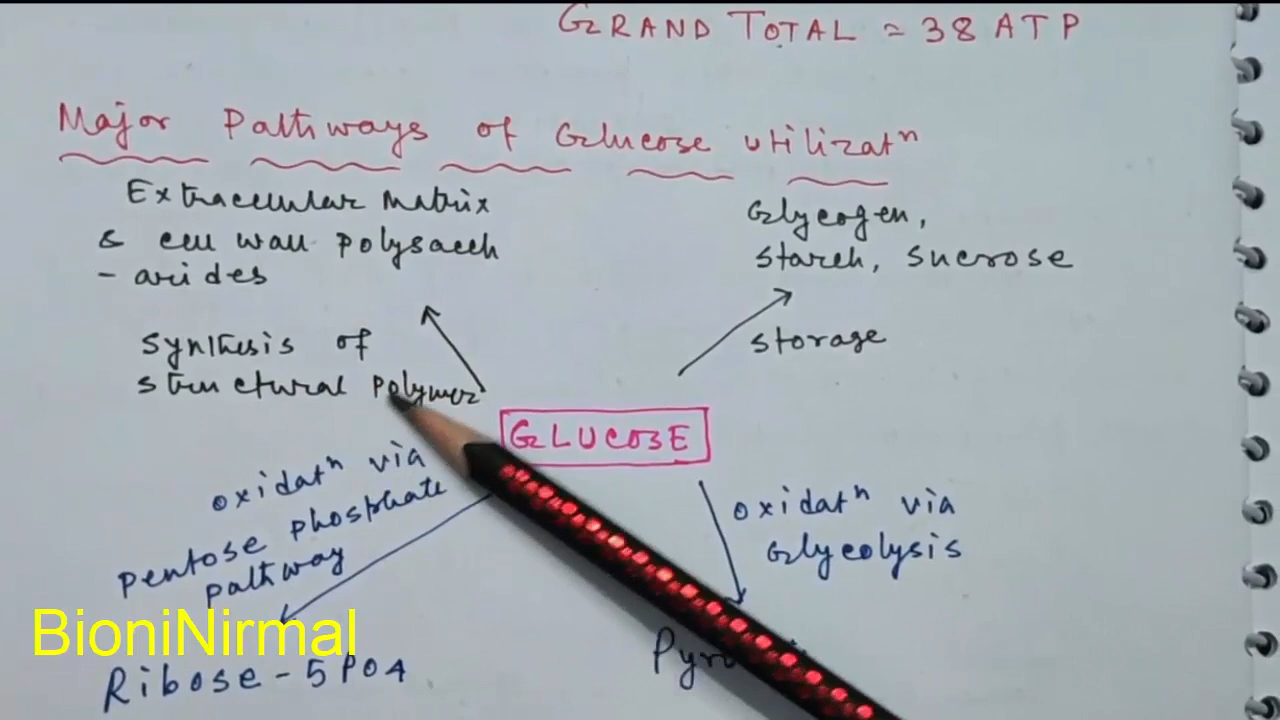 GRAND TOTAL = 38 ATP
Major Pathways of Glucose utilizatⁿ
Extracellular Matrix
& cell wall polysacch
- arides
Glycogen,
starch, sucrose
storage
synthesis of
structural polymer
GLUCOSE
oxidatⁿ via
pentose phosphate
pathway
oxidatⁿ via
Glycolysis
BioniNirmal
Ribose-5PO4